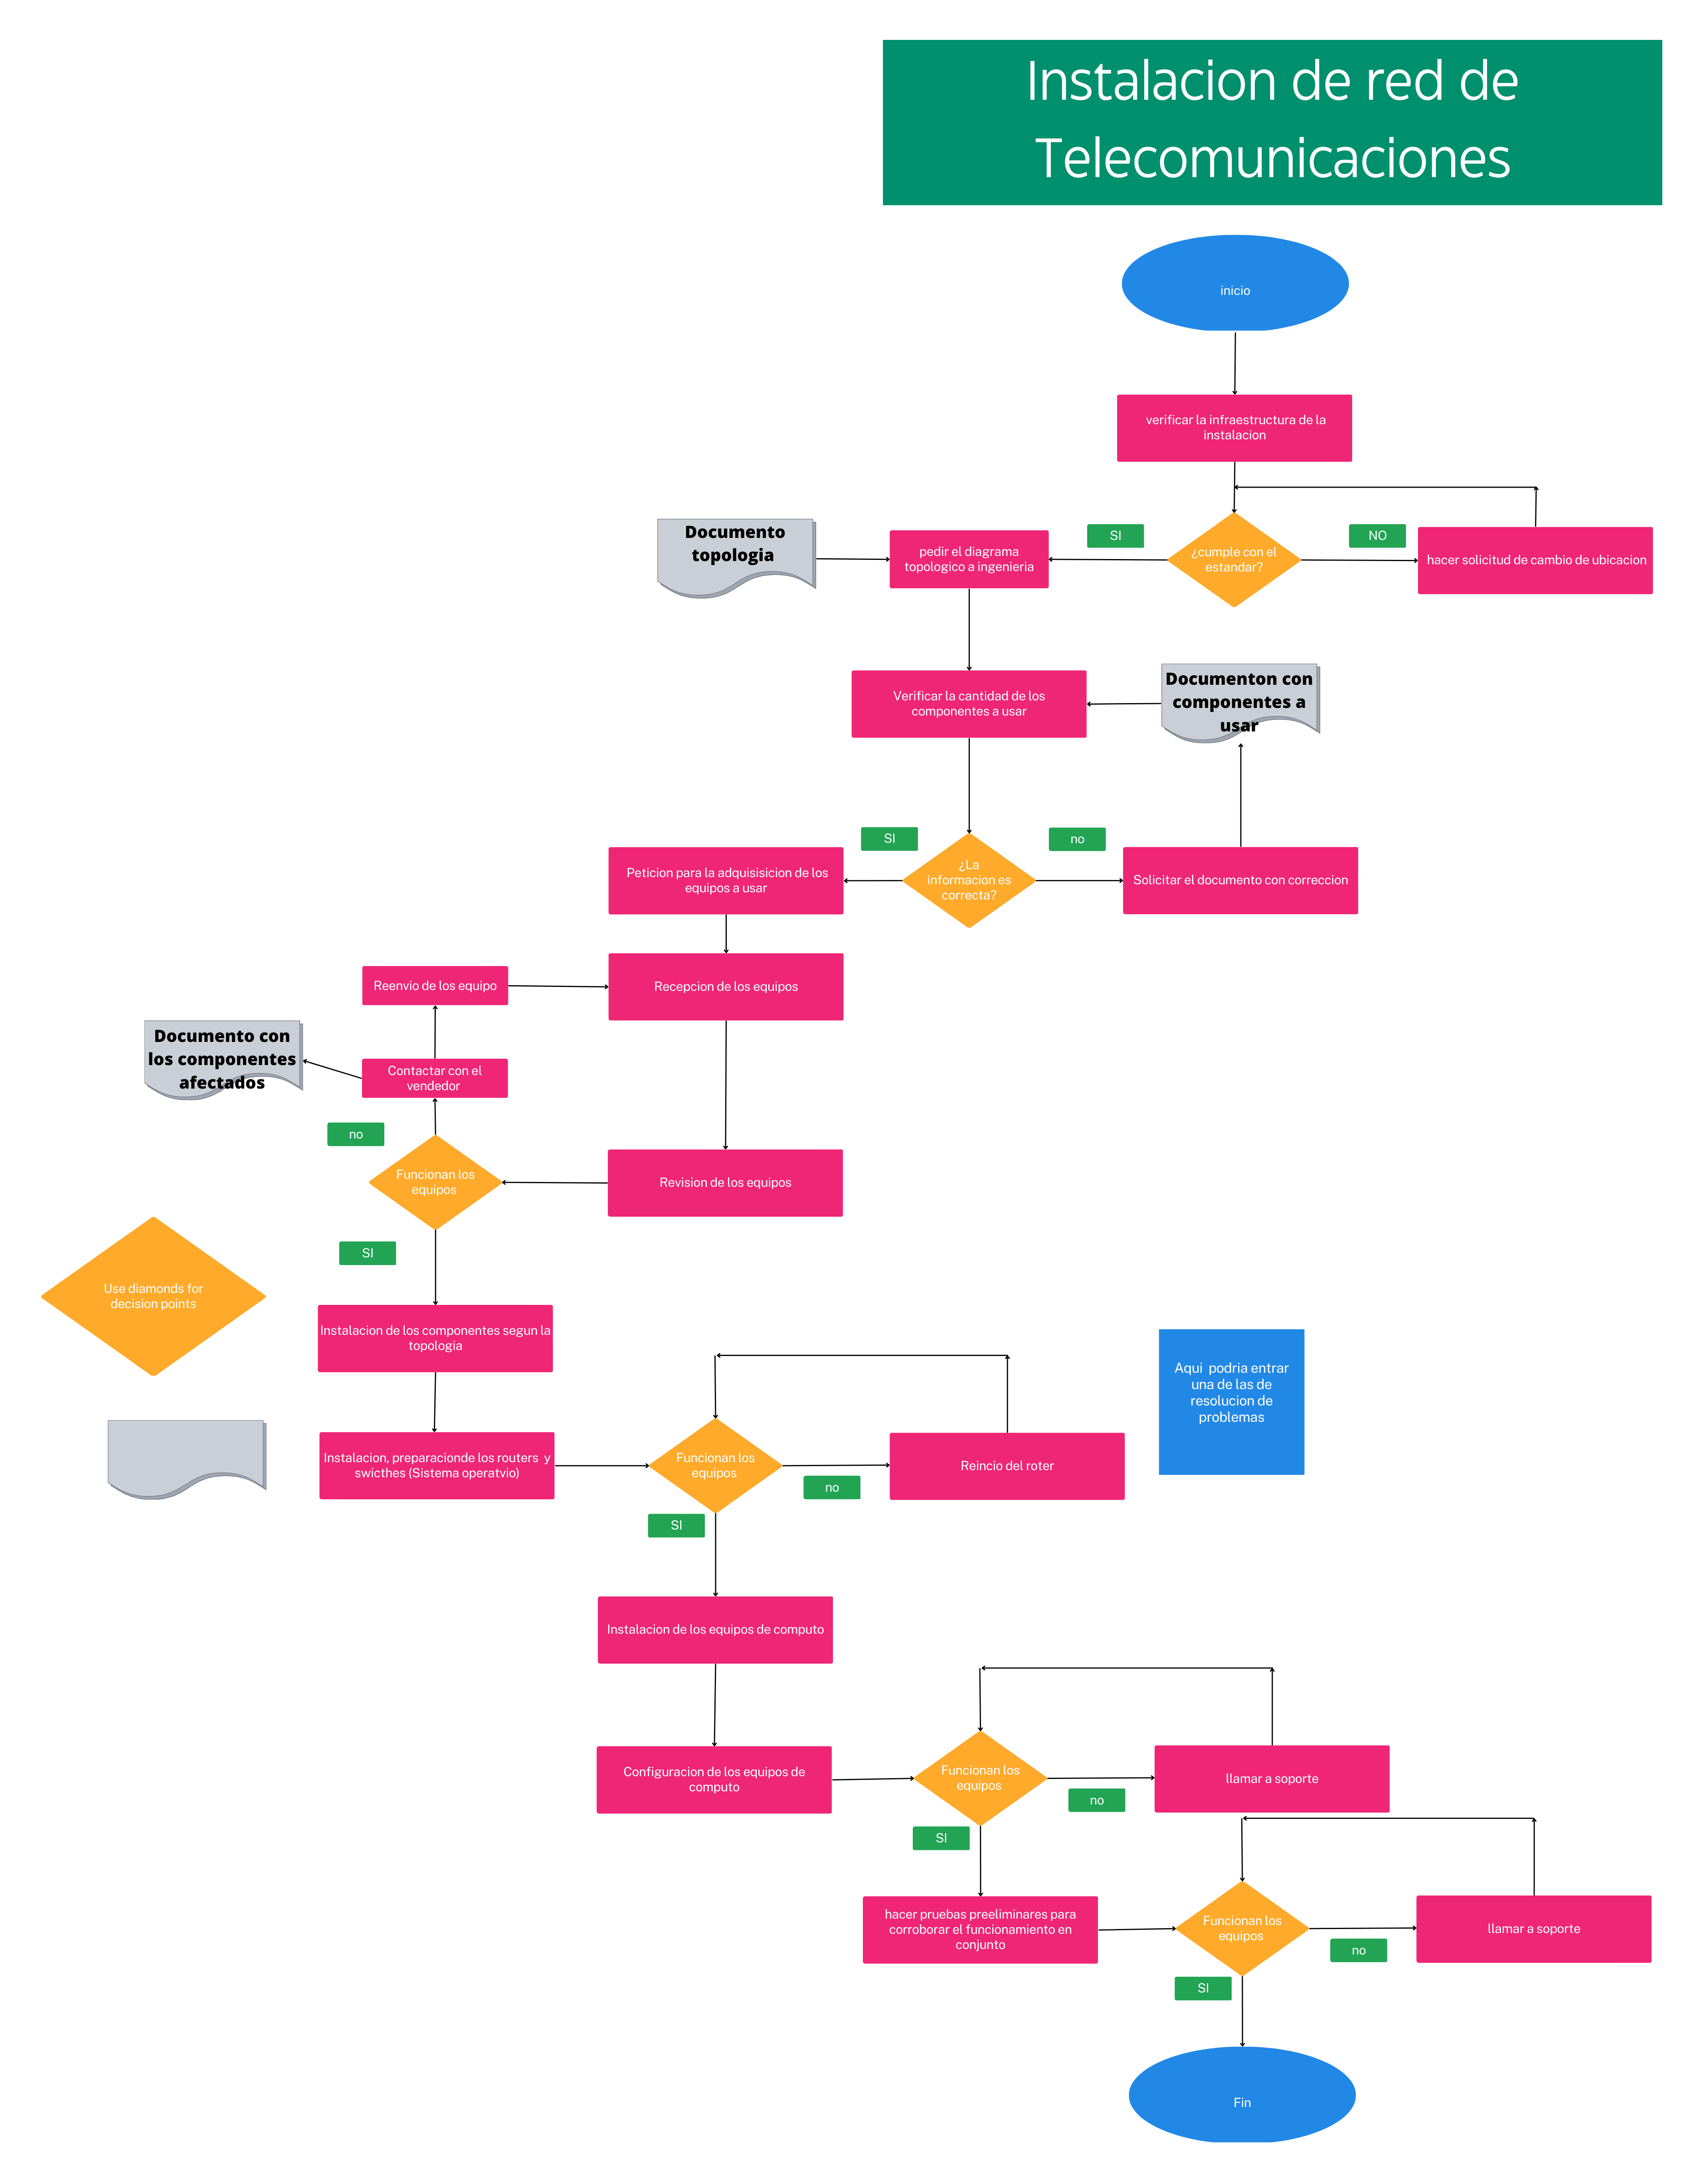 Instalacion de red de
Telecomunicaciones
inicio
verificar la infraestructura de la
instalacion
Documento
topologia
pedir el diagrama
topologico a ingenieria
SI
¿cumple con el
estandar?
NO
hacer solicitud de cambio de ubicacion
Verificar la cantidad de los
componentes a usar
Documenton con
componentes a
usar
Peticion para la adquisisicion de los
equipos a usar
SI
¿La
informacion es
correcta?
no
Solicitar el documento con correccion
Reenvio de los equipo
Recepcion de los equipos
Documento con
los componentes
afectados
Contactar con el
vendedor
no
Funcionan los
equipos
Revision de los equipos
SI
Use diamonds for
decision points
Instalacion de los componentes segun la
topologia
Aqui podria entrar
una de las de
resolucion de
problemas
Instalacion, preparacionde los routers y
swicthes (Sistema operatvio)
Funcionan los
equipos
no
Reincio del roter
SI
Instalacion de los equipos de computo
Configuracion de los equipos de
computo
Funcionan los
equipos
no
llamar a soporte
SI
hacer pruebas preeliminares para
corroborar el funcionamiento en
conjunto
Funcionan los
equipos
no
llamar a soporte
SI
Fin